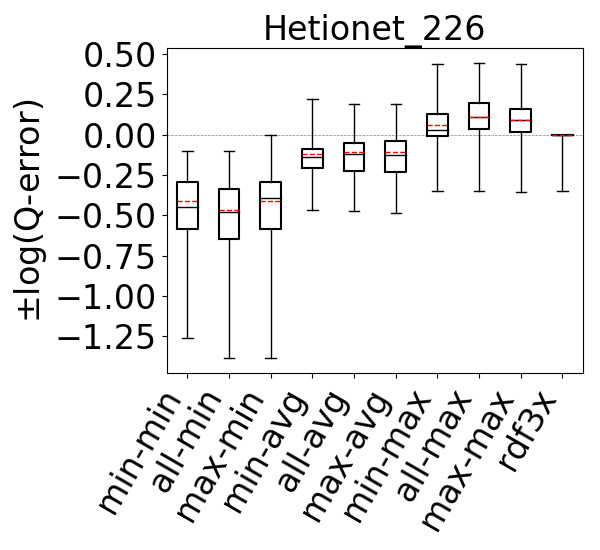 Hetionet_226
±log(Q-error)
0.50
0.25
0.00
−0.25
−0.50
−0.75
−1.00
−1.25
min-min
all-min
max-min
min-avg
all-avg
max-avg
min-max
all-max
max-max
rdf3x